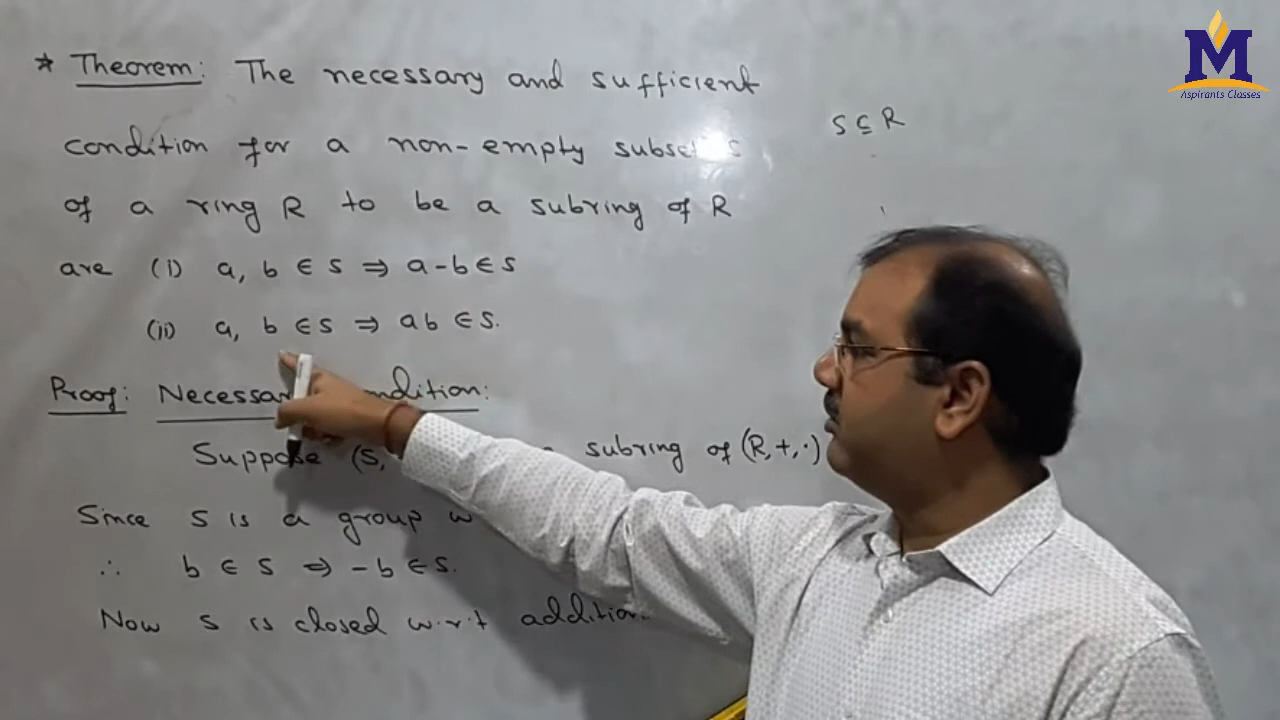 * Theorem: The necessary and sufficient
condition for a non-empty subset S
of a ring R to be a subring of R
are (i) a, b ∈ S ⇒ a-b ∈ S
(ii) a, b ∈ S ⇒ ab ∈ S.
Proof: Necessary Condition:
Suppose (S, subring of (R,+,·)
Since S is a group w
∴ b ∈ S ⇒ -b ∈ S.
Now S is closed w.r.t addition.
S ⊆ R
M
Aspirants Classes